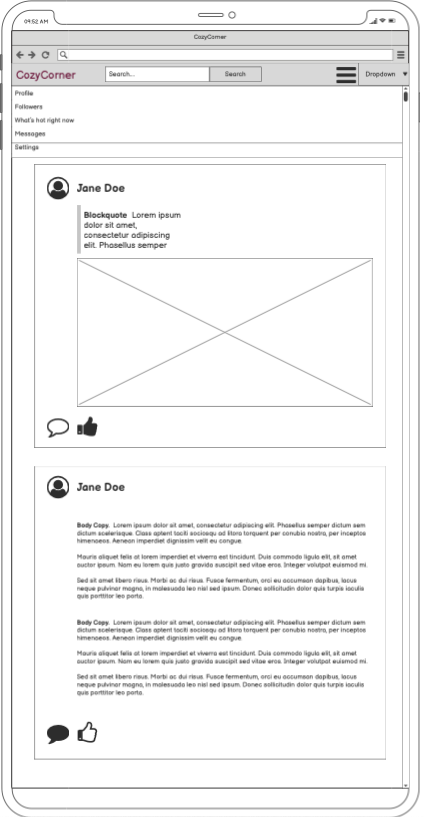 09:52 AM
CozyCorner
CozyCorner
Search...
Search
Dropdown
Profile
Followers
What's hot right now
Messages
Settings
Jane Doe
Blockquote Lorem ipsum
dolor sit amet,
consectetur adipiscing
elit. Phasellus semper
Jane Doe
Body Copy. Lorem ipsum dolor sit amet, consectetur adipiscing elit. Phasellus semper dictum sem
dictum scelerisque. Class aptent taciti sociosqu ad litora torquent per conubia nostra, per inceptos
himenaeos. Aenean imperdiet dignissim velit eu congue.
Mauris aliquet felis at lorem imperdiet et viverra est tincidunt. Duis commodo ligula elit, sit amet
auctor ipsum. Nam eu lorem quis justo gravida suscipit sed vitae eros. Integer volutpat euismod mi.
Sed sit amet libero risus. Morbi ac dui risus. Fusce fermentum, orci eu accumsan dapibus, lacus
neque pulvinar magna, in malesuada leo nisl sed ipsum. Donec sollicitudin dolor quis turpis iaculis
quis porttitor leo porta.
Body Copy. Lorem ipsum dolor sit amet, consectetur adipiscing elit. Phasellus semper dictum sem
dictum scelerisque. Class aptent taciti sociosqu ad litora torquent per conubia nostra, per inceptos
himenaeos. Aenean imperdiet dignissim velit eu congue.
Mauris aliquet felis at lorem imperdiet et viverra est tincidunt. Duis commodo ligula elit, sit amet
auctor ipsum. Nam eu lorem quis justo gravida suscipit sed vitae eros. Integer volutpat euismod mi.
Sed sit amet libero risus. Morbi ac dui risus. Fusce fermentum, orci eu accumsan dapibus, lacus
neque pulvinar magna, in malesuada leo nisl sed ipsum. Donec sollicitudin dolor quis turpis iaculis
quis porttitor leo porta.